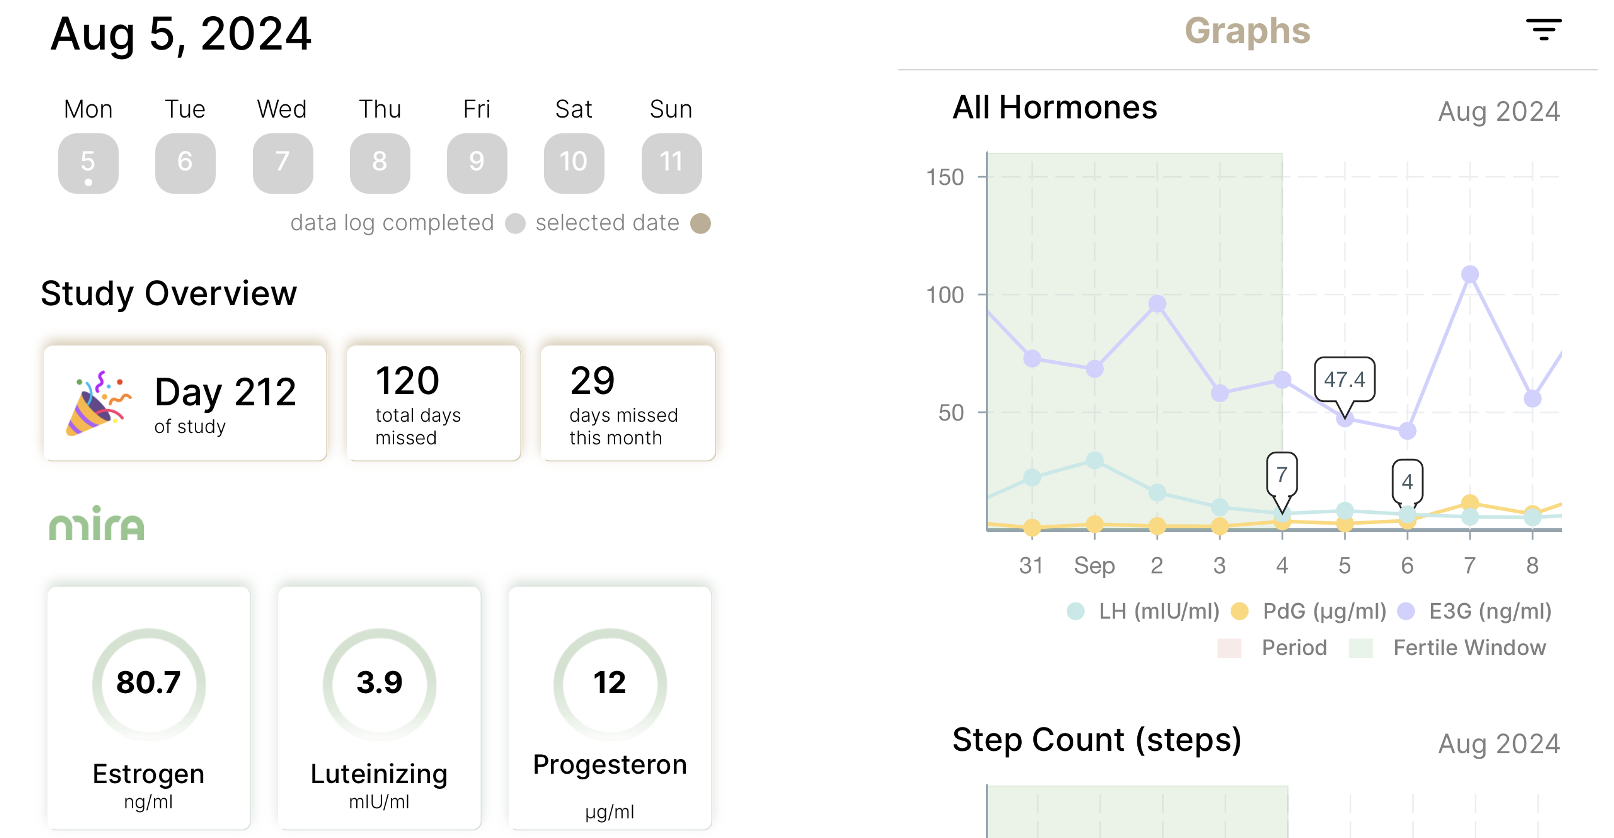 Aug 5, 2024
Mon Tue Wed Thu Fri Sat Sun
5 6 7 8 9 10 11
data log completed selected date
Study Overview
Day 212
of study
120
total days
missed
29
days missed
this month
mira
80.7
Estrogen
ng/ml
3.9
Luteinizing
mIU/ml
12
Progesteron
µg/ml
Graphs
All Hormones Aug 2024
150
100
50
47.4
7
4
31 Sep 2 3 4 5 6 7 8
LH (mIU/ml) PdG (µg/ml) E3G (ng/ml)
Period Fertile Window
Step Count (steps) Aug 2024